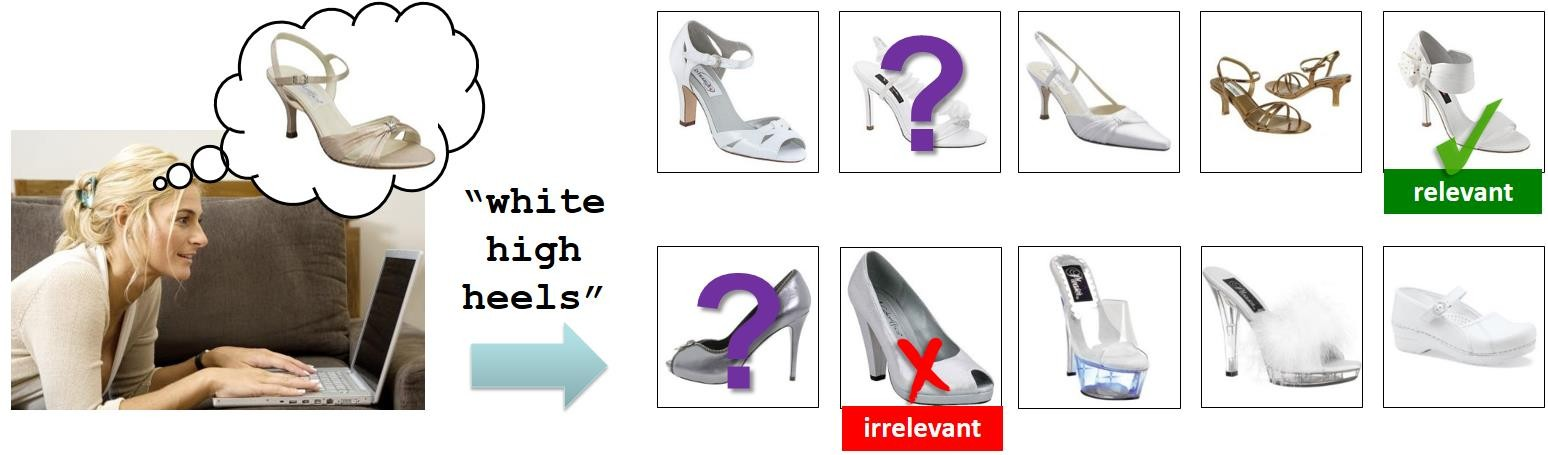 “white
high
heels”
relevant
irrelevant